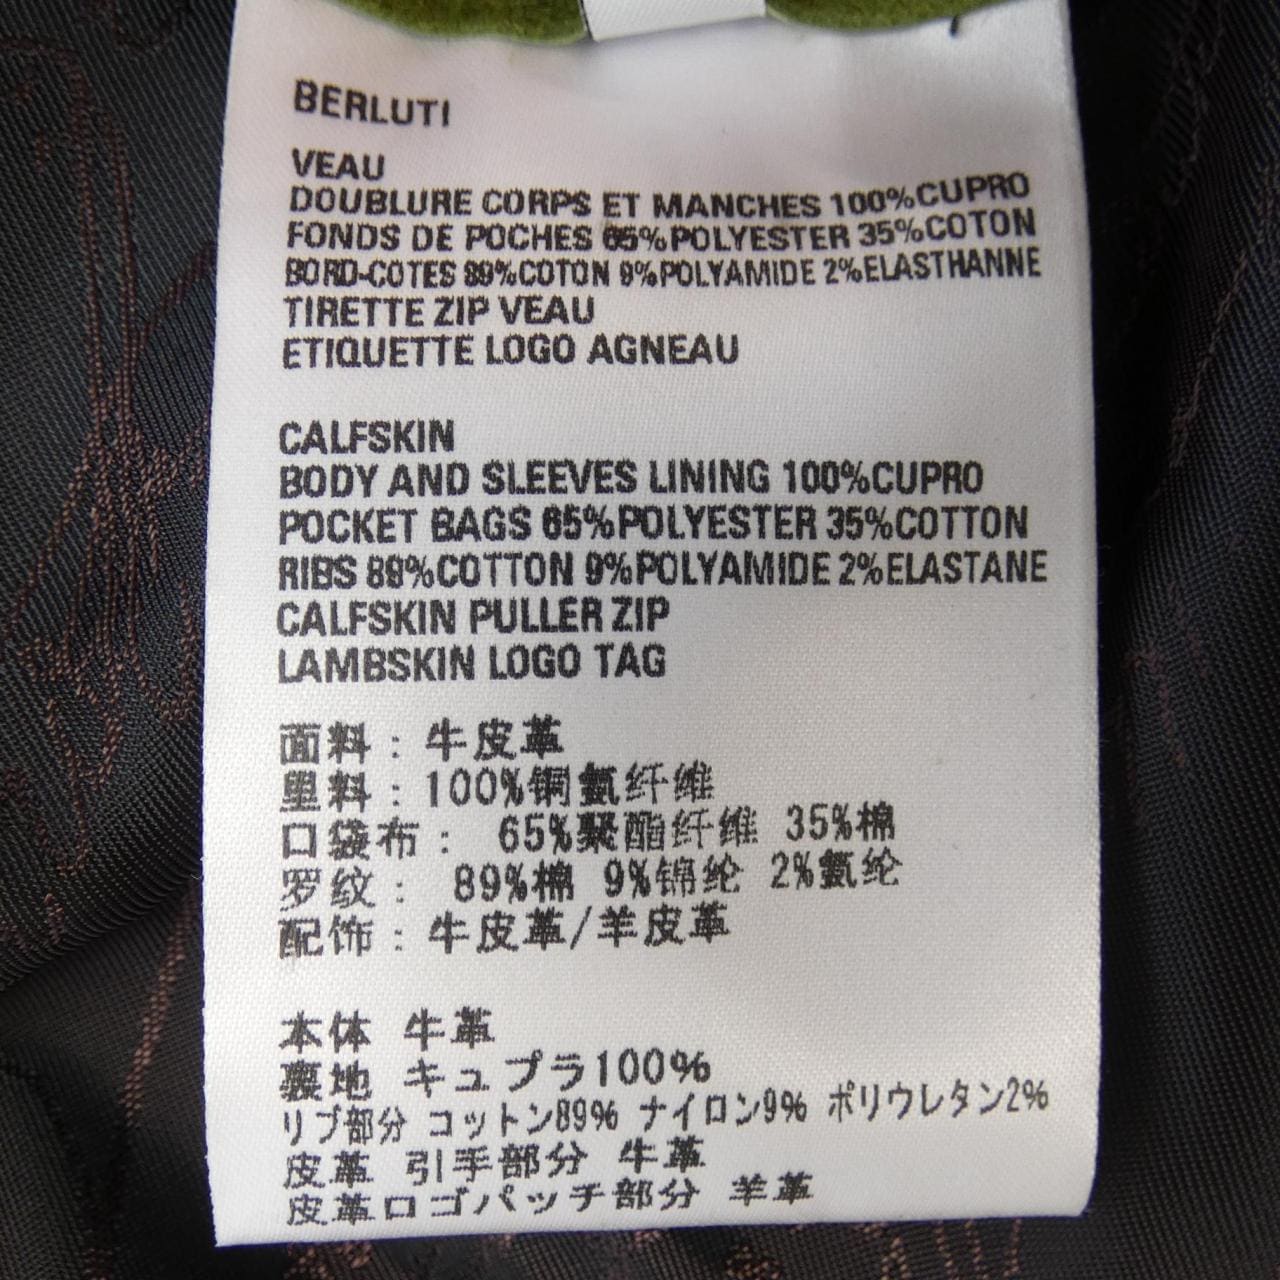 BERLUTI
VEAU
DOUBLURE CORPS ET MANCHES 100%CUPRO
FONDS DE POCHES 65%POLYESTER 35%COTON
BORD-COTES 89%COTON 9%POLYAMIDE 2%ELASTHANNE
TIRETTE ZIP VEAU
ETIQUETTE LOGO AGNEAU
CALFSKIN
BODY AND SLEEVES LINING 100%CUPRO
POCKET BAGS 65%POLYESTER 35%COTTON
RIBS 89%COTTON 9%POLYAMIDE 2%ELASTANE
CALFSKIN PULLER ZIP
LAMBSKIN LOGO TAG
面料：牛皮革
里料：100%铜氨纤维
口袋布： 65%聚酯纤维 35%棉
罗纹： 89%棉 9%锦纶 2%氨纶
配饰：牛皮革/羊皮革
本体 牛革
裏地 キュプラ100%
リブ部分 コットン89% ナイロン9% ポリウレタン2%
皮革 引手部分 牛革
皮革ロゴパッチ部分 羊革